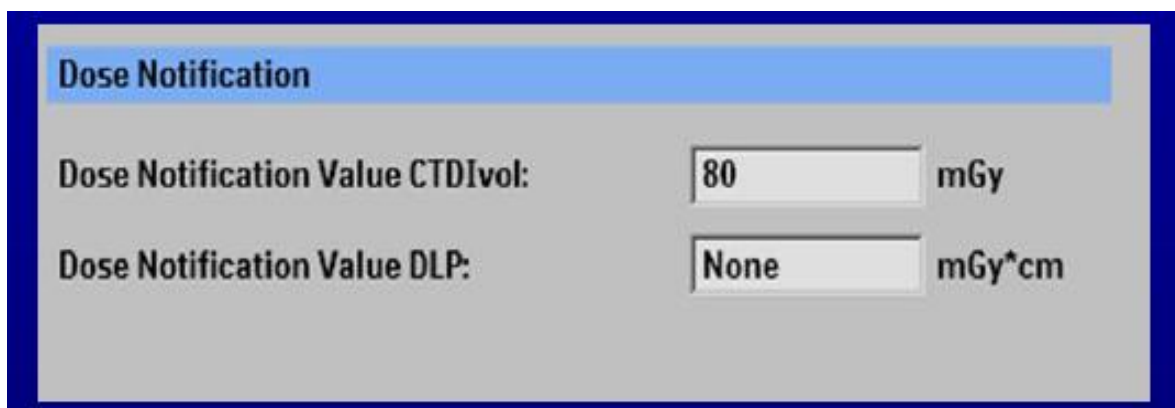 Dose Notification
Dose Notification Value CTDIvol: 80 mGy
Dose Notification Value DLP: None mGy*cm